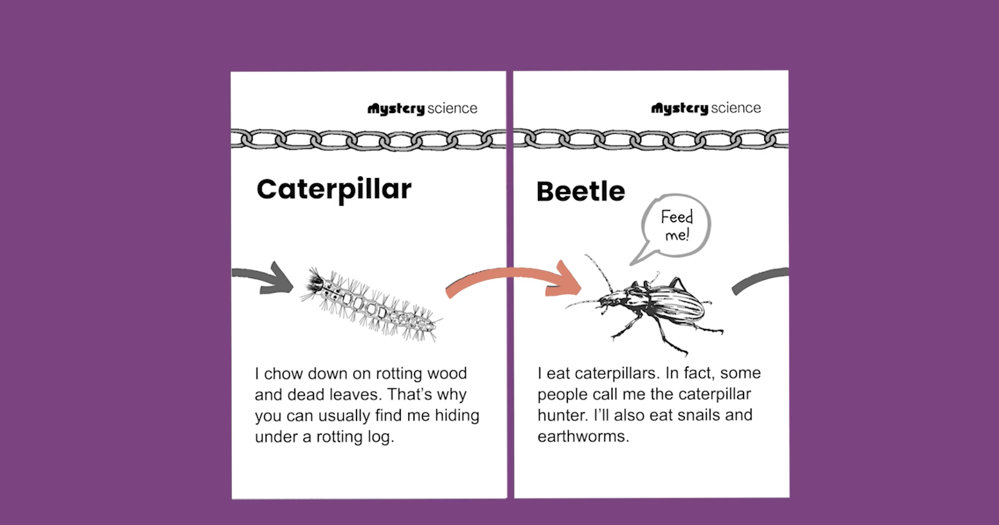 mystery science
Caterpillar
I chow down on rotting wood
and dead leaves. That’s why
you can usually find me hiding
under a rotting log.
mystery science
Beetle
Feed
me!
I eat caterpillars. In fact, some
people call me the caterpillar
hunter. I’ll also eat snails and
earthworms.